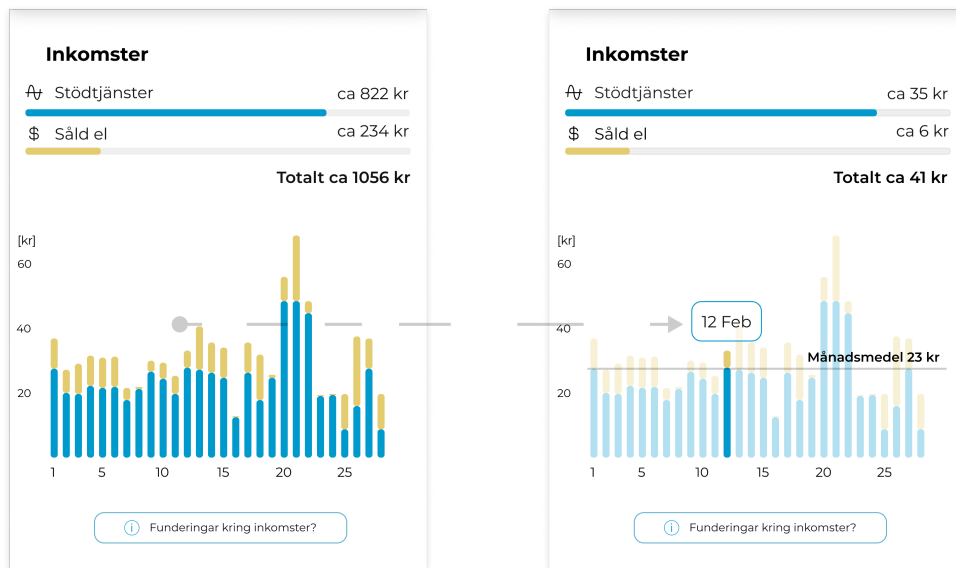 Inkomster
Stödtjänster ca 822 kr
$ Såld el ca 234 kr
Totalt ca 1056 kr
[kr]
60
40
20
1 5 10 15 20 25
i Funderingar kring inkomster?
Inkomster
Stödtjänster ca 35 kr
$ Såld el ca 6 kr
Totalt ca 41 kr
[kr]
60
12 Feb
40
Månadsmedel 23 kr
20
1 5 10 15 20 25
i Funderingar kring inkomster?